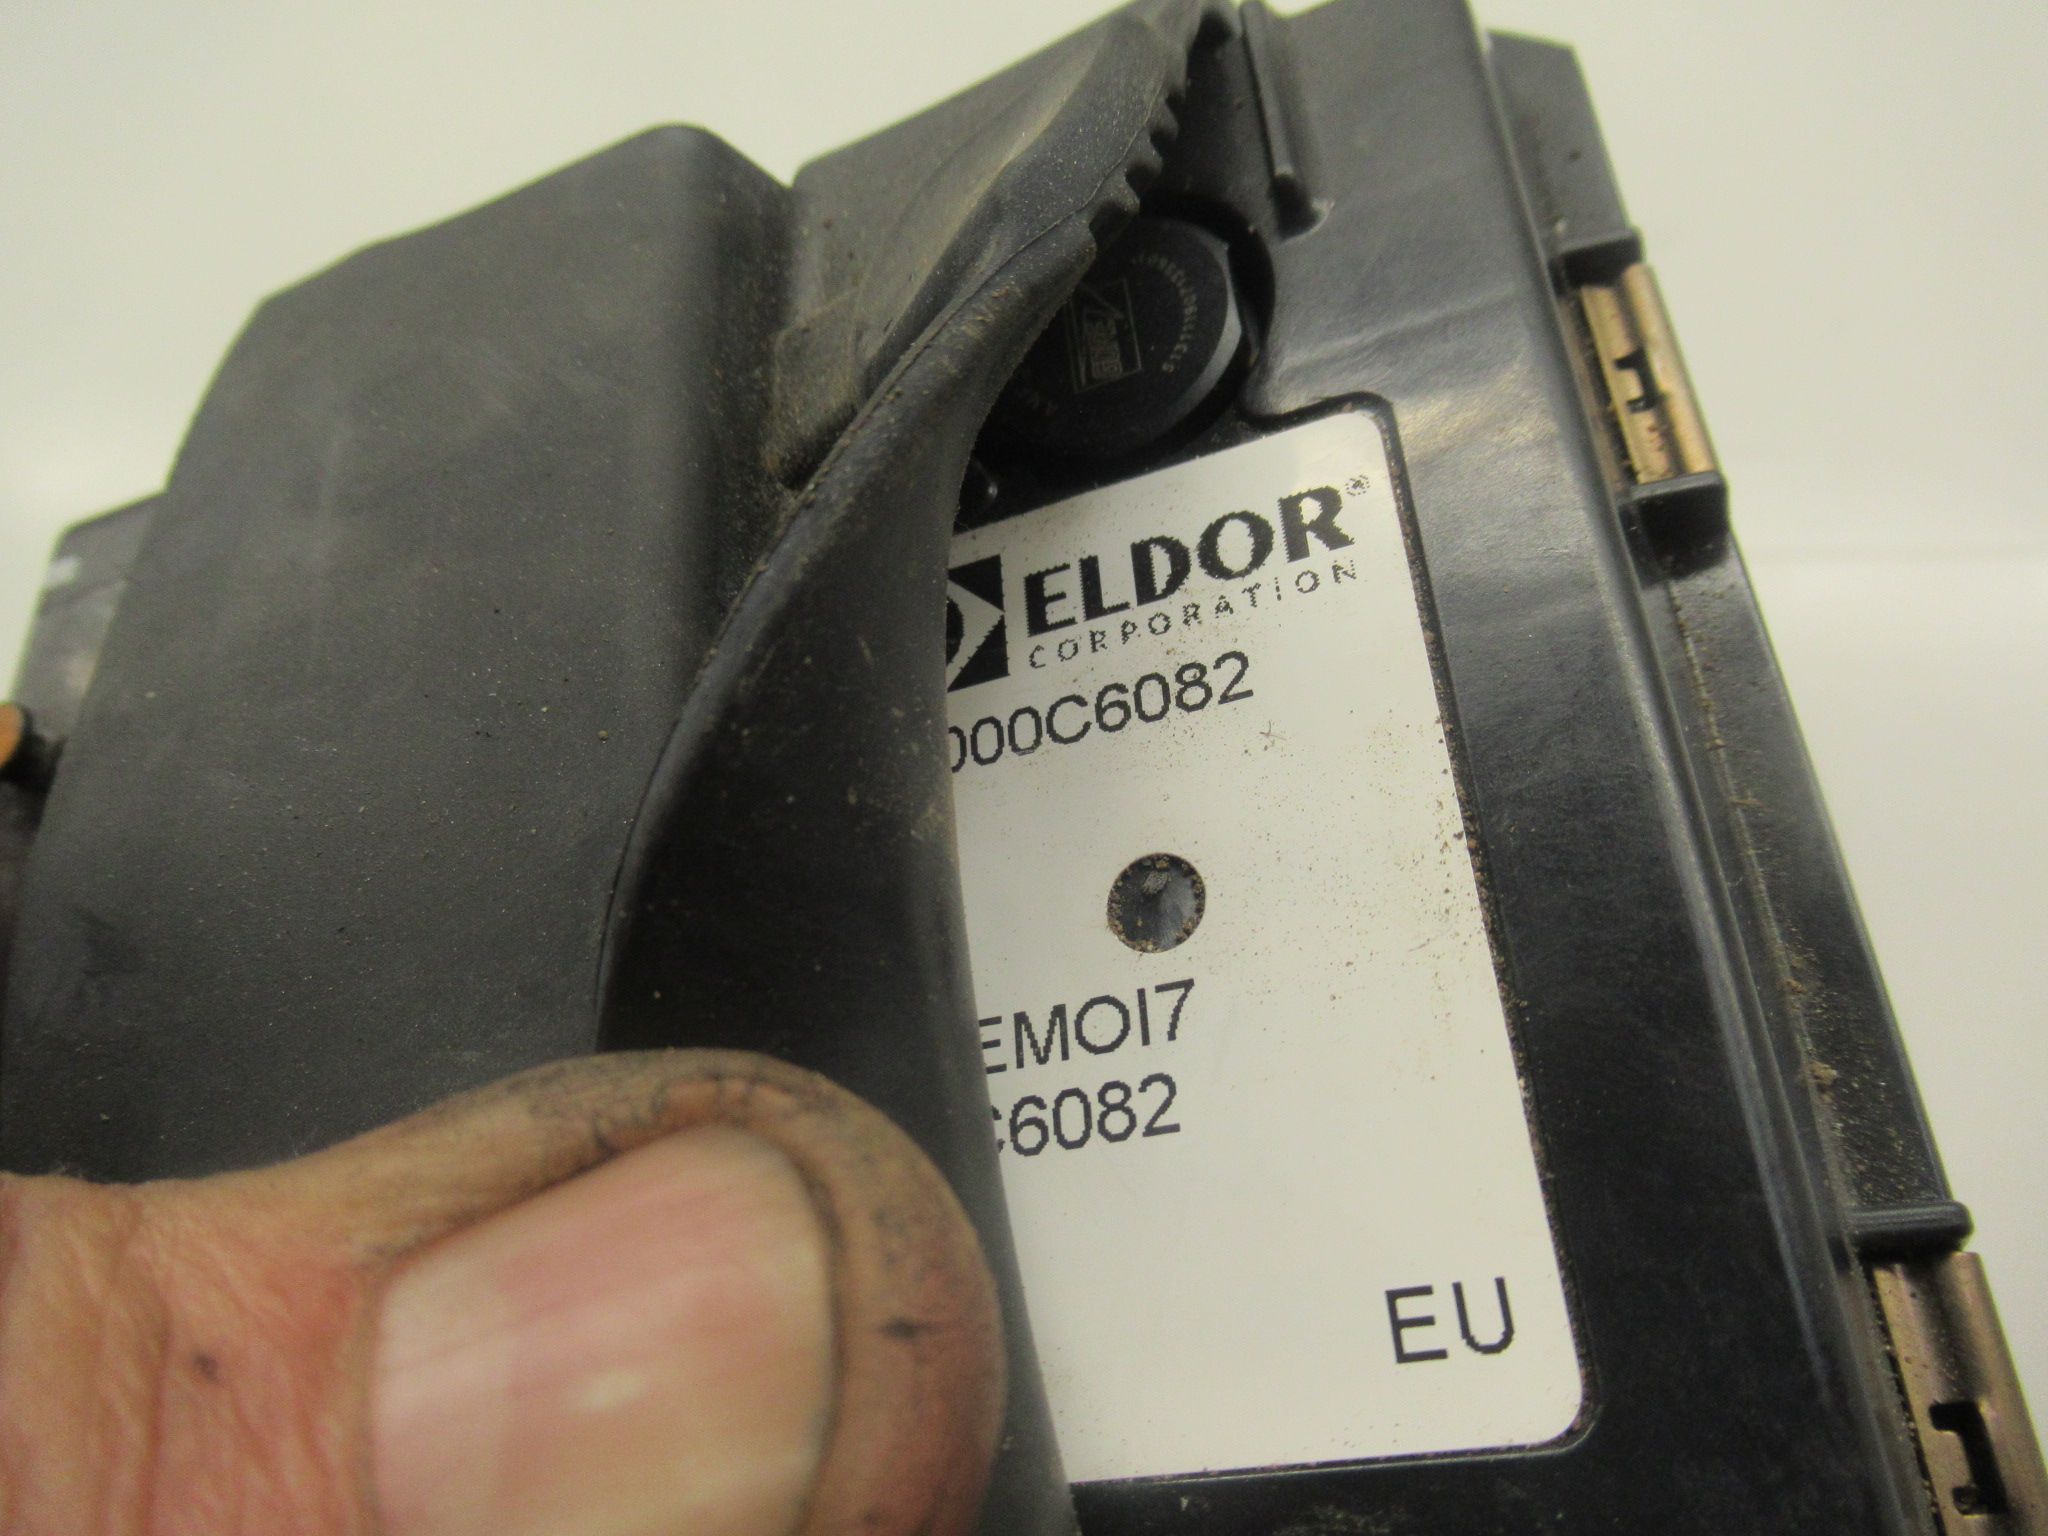 ELDOR®
CORPORATION
000C6082
EMOI7
C6082
EU